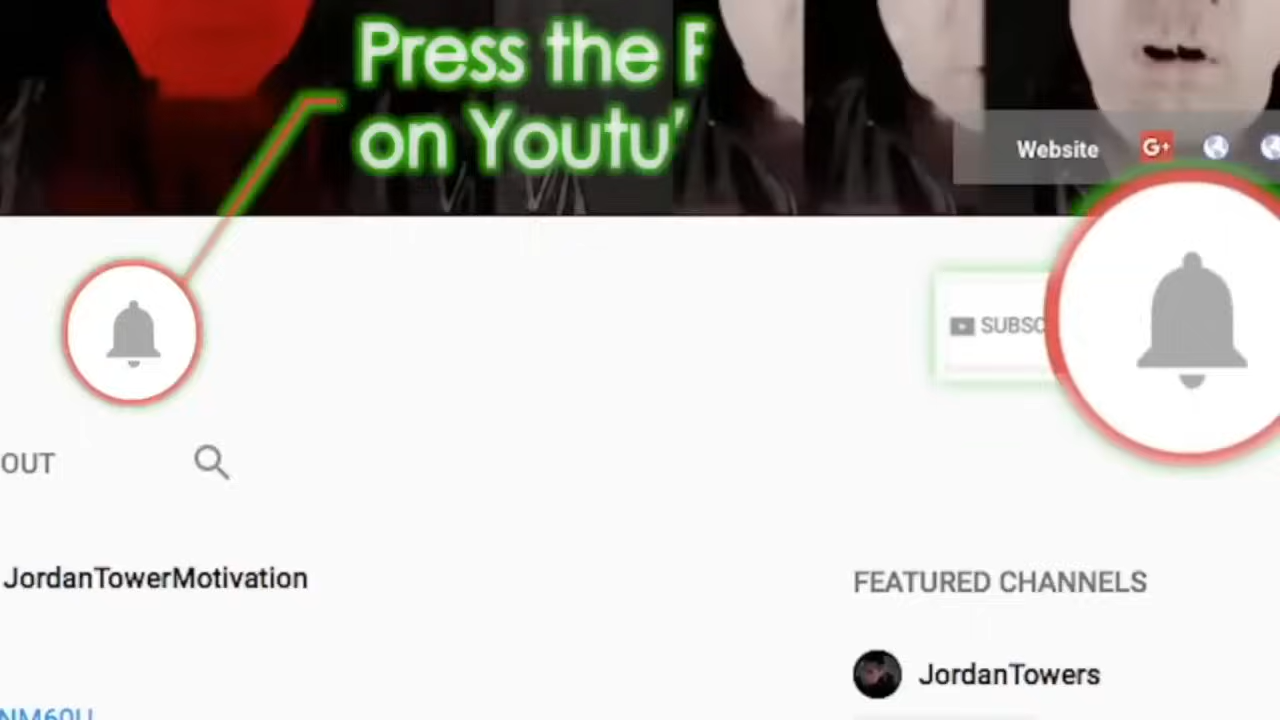 Press the
on Youtu
Website
G+
SUBSC
OUT
JordanTowerMotivation
FEATURED CHANNELS
JordanTowers